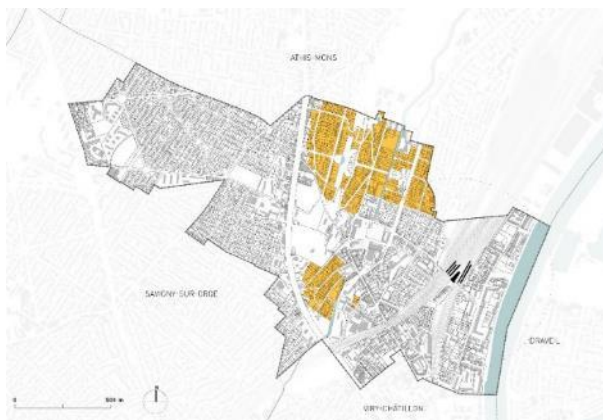 ATHIS-MONS
SAVIGNY-SUR-ORGE
DRAVEIL
0 500 m
N
VIRY-CHÂTILLON